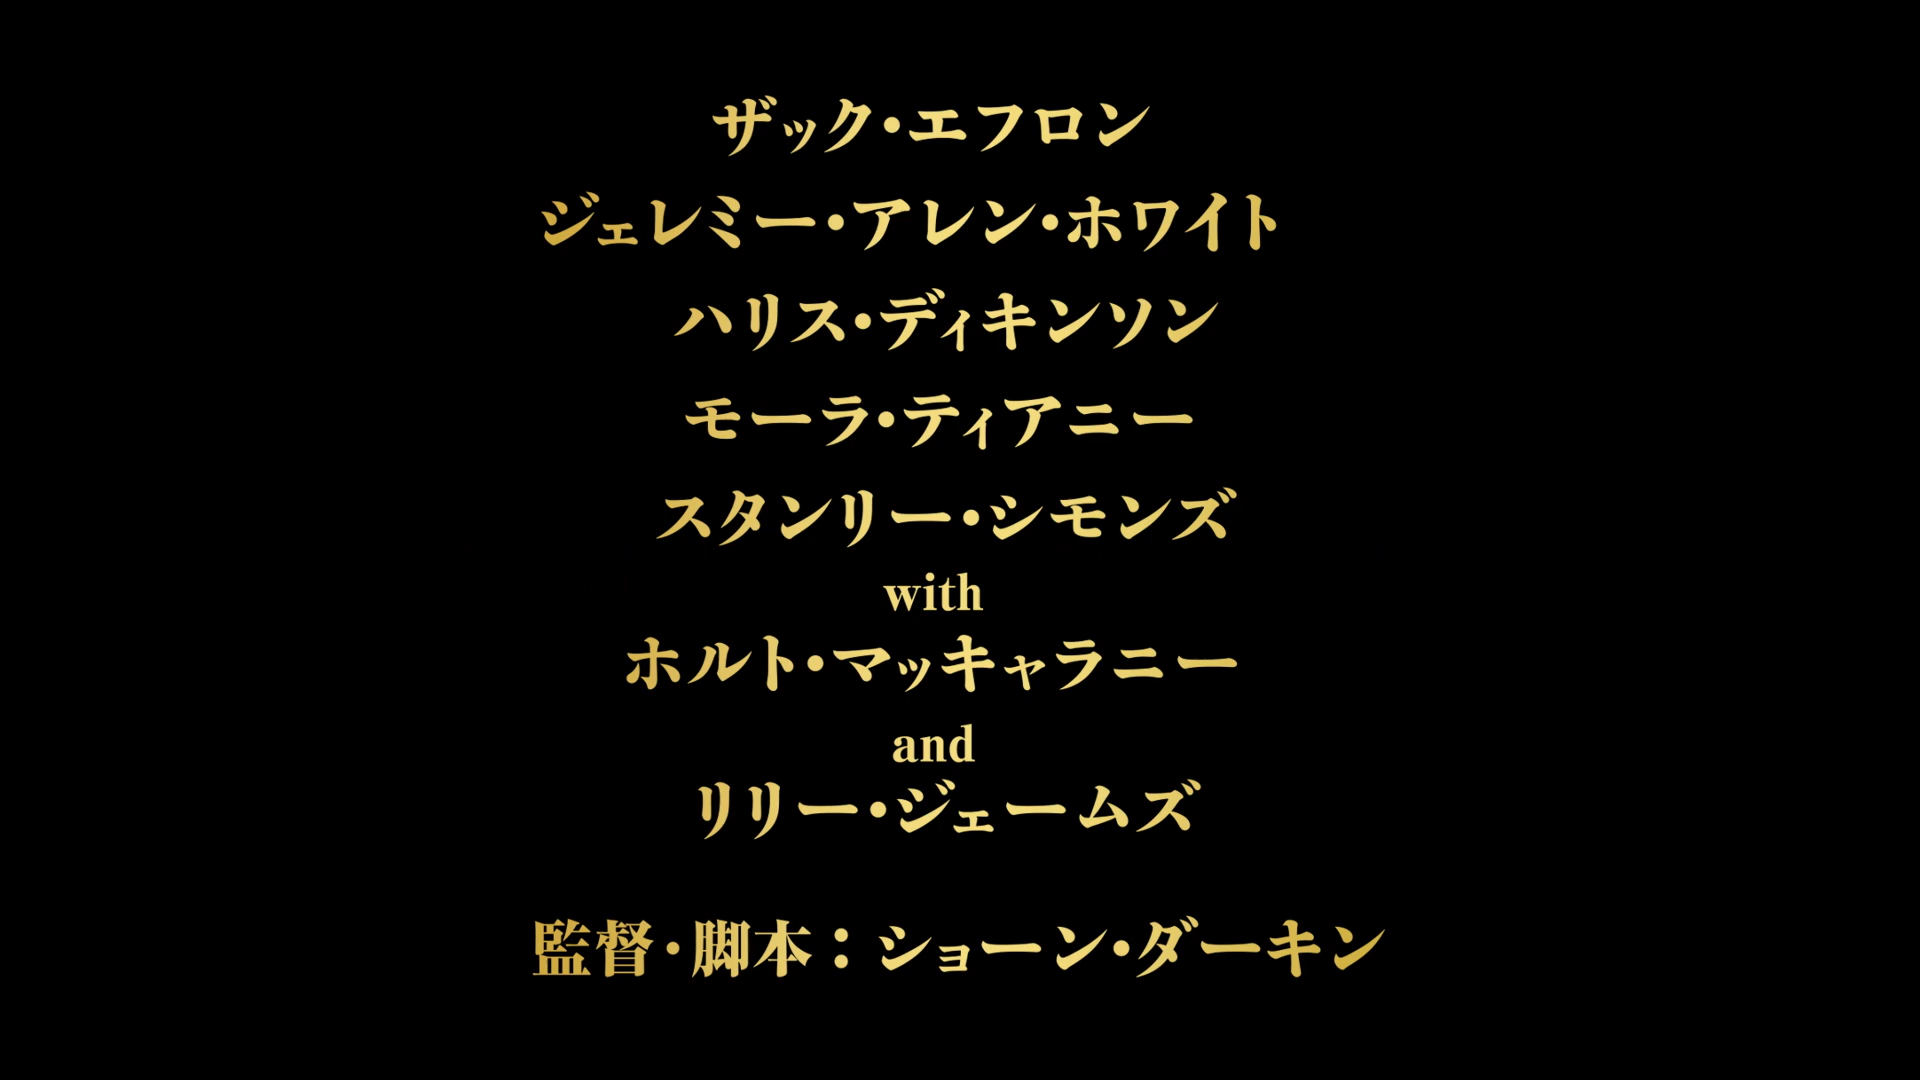 ザック・エフロン
ジェレミー・アレン・ホワイト
ハリス・ディキンソン
モーラ・ティアニー
スタンリー・シモンズ
with
ホルト・マッキャラニー
and
リリー・ジェームズ
監督・脚本：ショーン・ダーキン